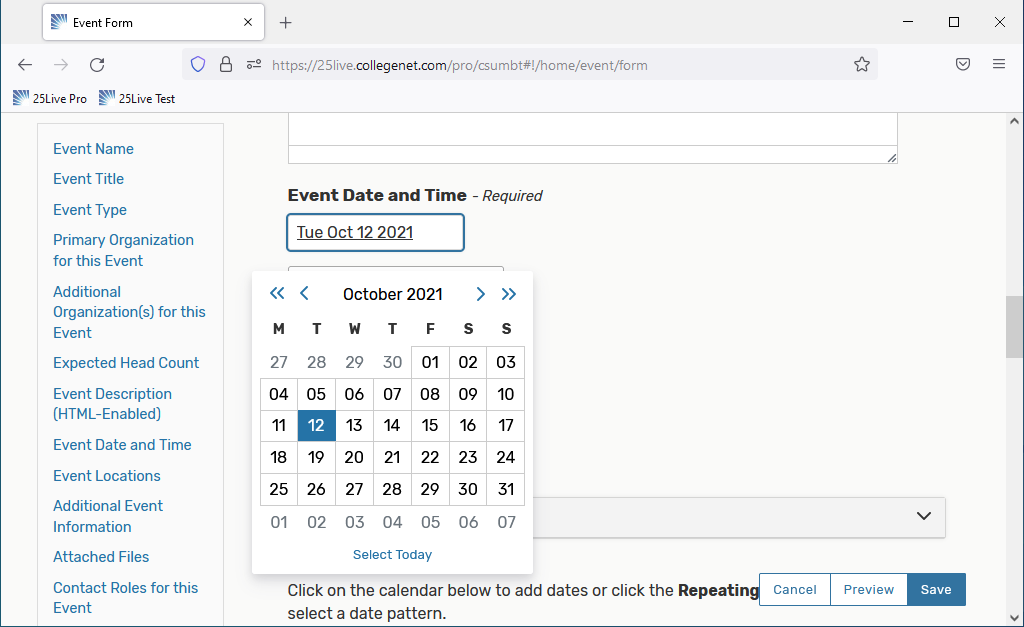 Event Form
https://25live.collegenet.com/pro/csumbt#!/home/event/form
25Live Pro 25Live Test
Event Name
Event Title
Event Type
Primary Organization
for this Event
Additional
Organization(s) for this
Event
Expected Head Count
Event Description
(HTML-Enabled)
Event Date and Time
Event Locations
Additional Event
Information
Attached Files
Contact Roles for this
Event
Event Date and Time - Required
Tue Oct 12 2021
October 2021
M T W T F S S
27 28 29 30 01 02 03
04 05 06 07 08 09 10
11 12 13 14 15 16 17
18 19 20 21 22 23 24
25 26 27 28 29 30 31
01 02 03 04 05 06 07
Select Today
Click on the calendar below to add dates or click the Repeating
select a date pattern.
Cancel Preview Save